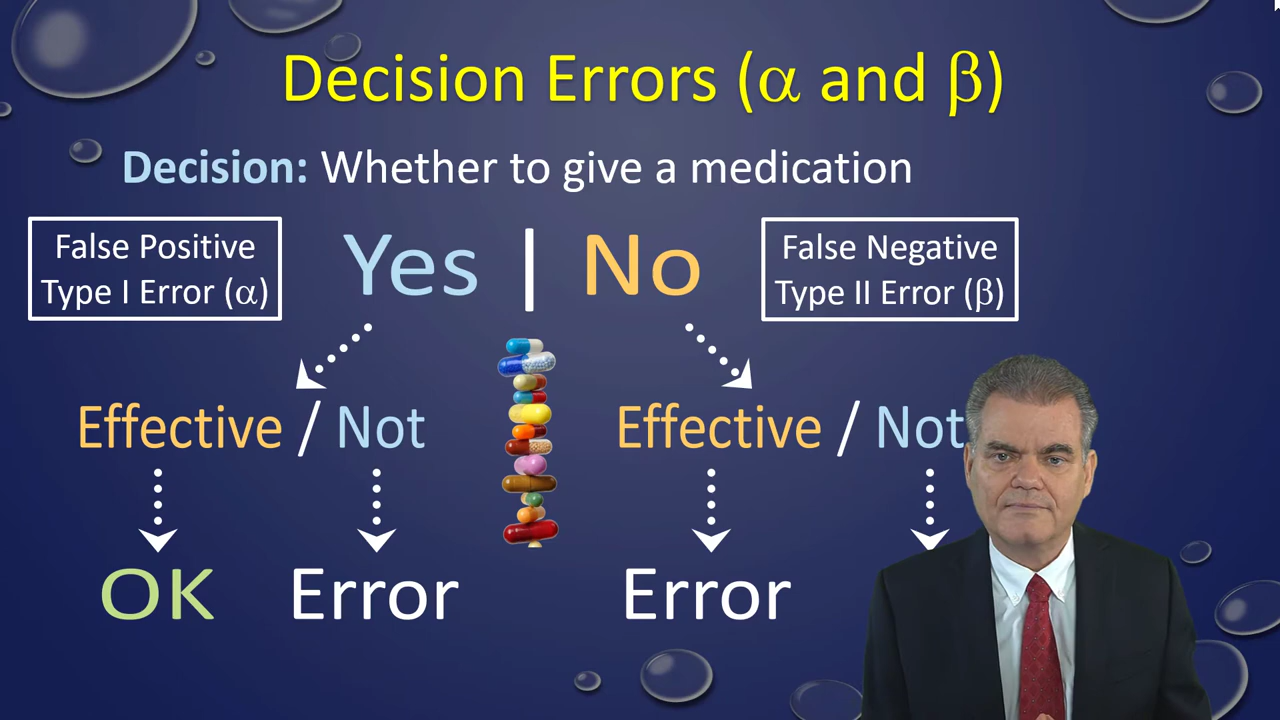 Decision Errors (α and β)
Decision: Whether to give a medication
False Positive
Type I Error (α)
Yes | No
False Negative
Type II Error (β)
Effective / Not
Effective / Not
OK
Error
Error